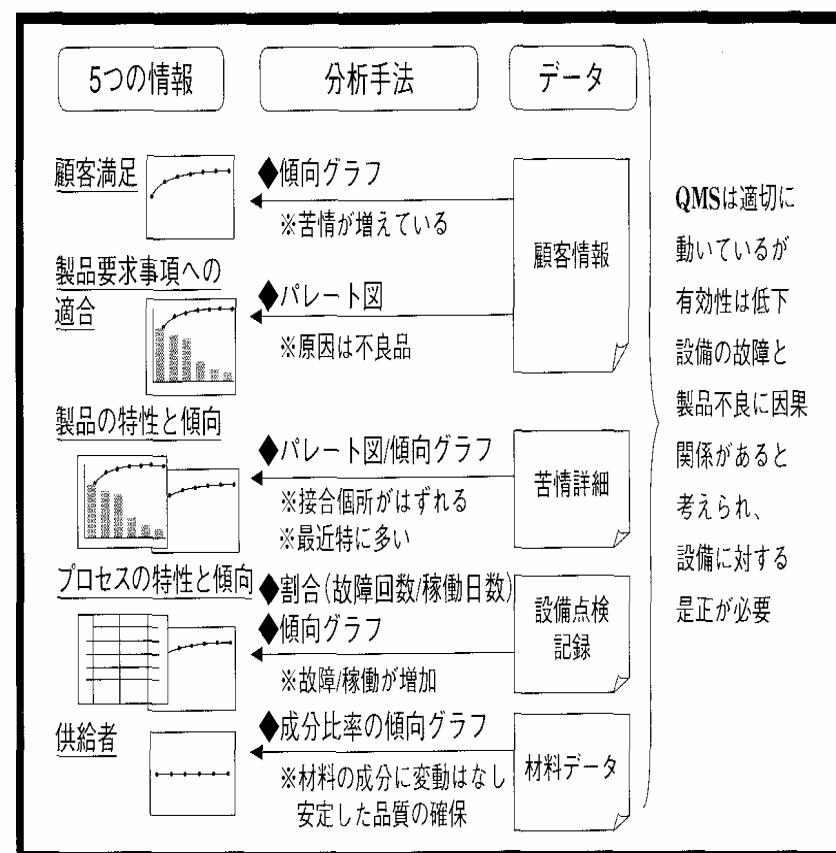 5つの情報
分析手法
データ
顧客満足
◆傾向グラフ
※苦情が増えている
製品要求事項への
適合
◆パレート図
※原因は不良品
顧客情報
製品の特性と傾向
◆パレート図/傾向グラフ
※接合個所がはずれる
※最近特に多い
苦情詳細
プロセスの特性と傾向
◆割合(故障回数/稼働日数)
◆傾向グラフ
※故障/稼働が増加
設備点検
記録
供給者
◆成分比率の傾向グラフ
※材料の成分に変動はなし
安定した品質の確保
材料データ
QMSは適切に
動いているが
有効性は低下
設備の故障と
製品不良に因果
関係があると
考えられ、
設備に対する
是正が必要